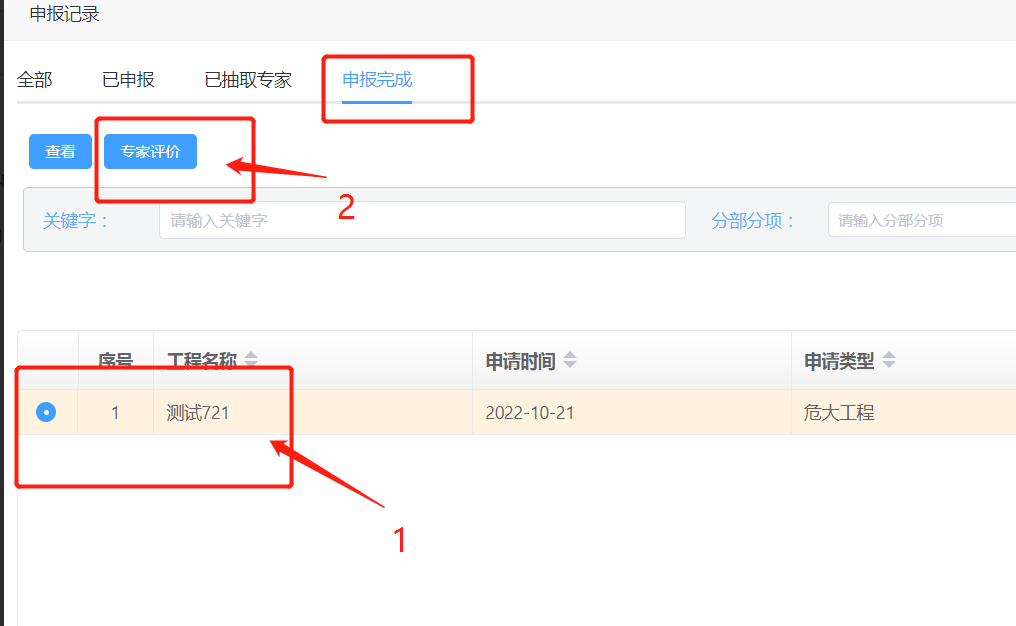 申报记录
全部 已申报 已抽取专家 申报完成
查看 专家评价
2
关键字： 请输入关键字 分部分项： 请输入分部分项
序号 工程名称 申请时间 申请类型
1 测试721 2022-10-21 危大工程
1